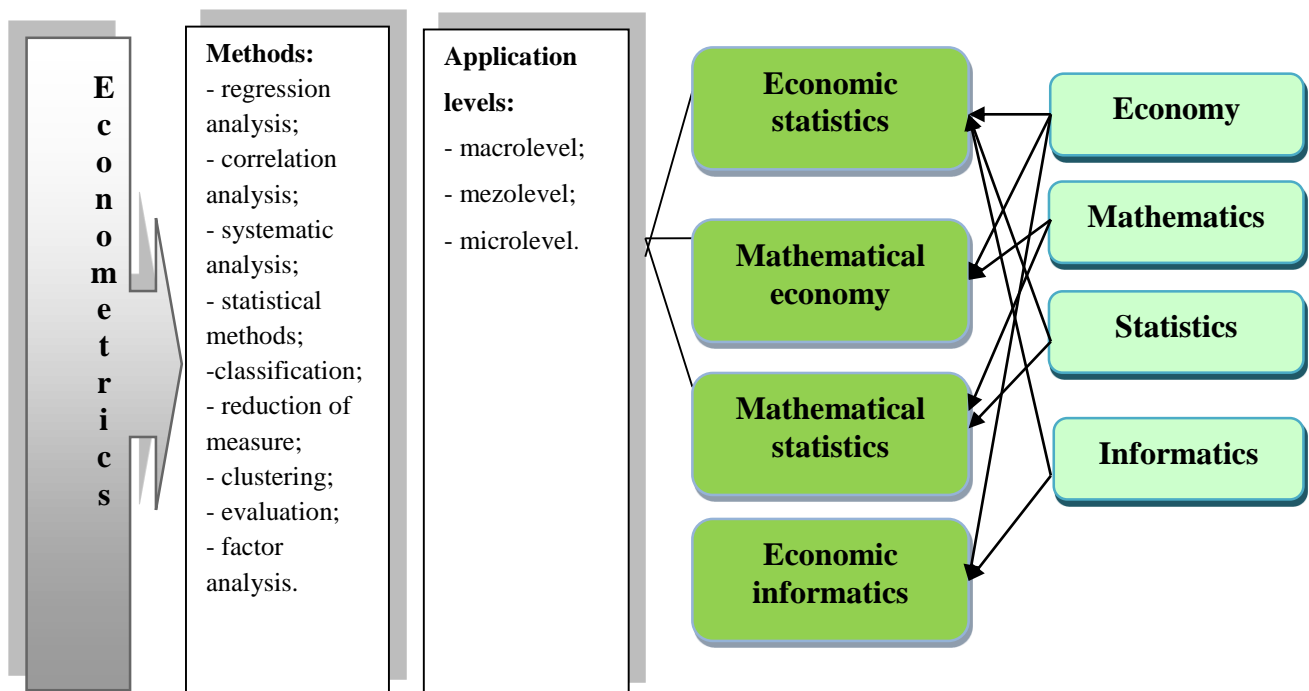 Econometrics
Methods:
- regression
analysis;
- correlation
analysis;
- systematic
analysis;
- statistical
methods;
-classification;
- reduction of
measure;
- clustering;
- evaluation;
- factor
analysis.
Application
levels:
- macrolevel;
- mezolevel;
- microlevel.
Economic
statistics
Mathematical
economy
Mathematical
statistics
Economic
informatics
Economy
Mathematics
Statistics
Informatics